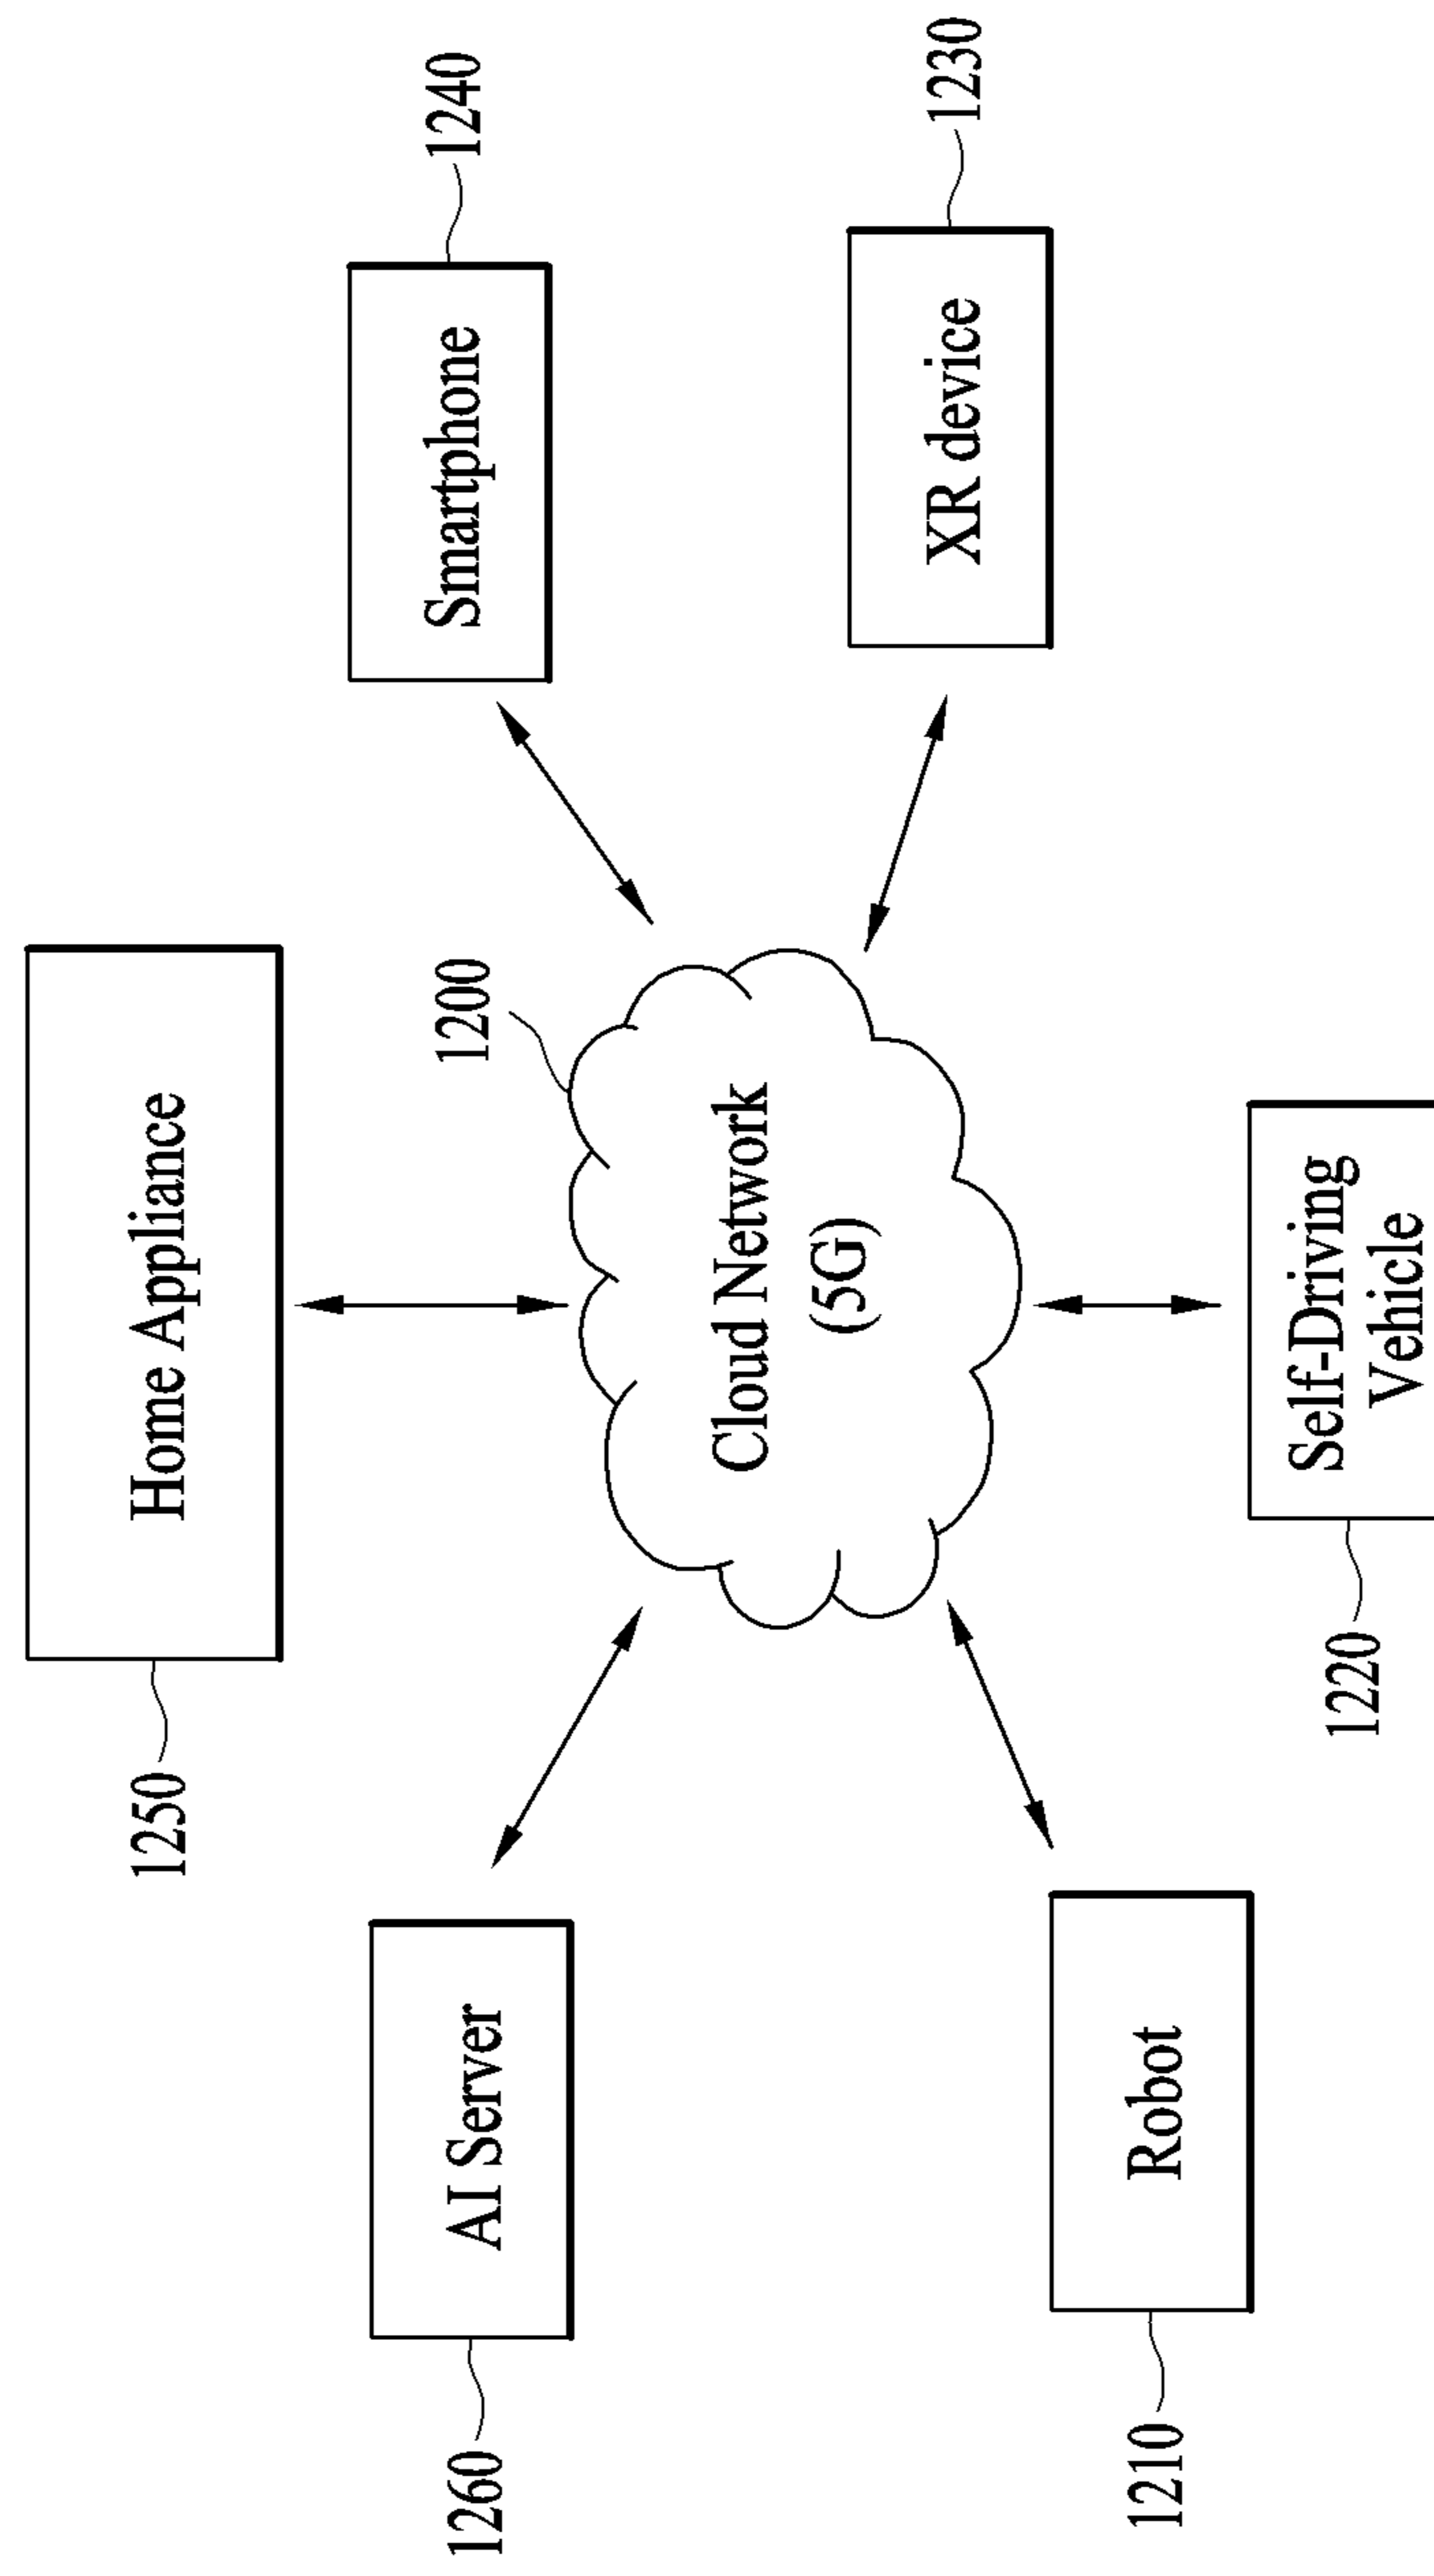 1250
Home Appliance
1260
AI Server
1200
Smartphone
1240
Cloud Network
(5G)
XR device
1230
1210
Robot
1220
Self-Driving
Vehicle